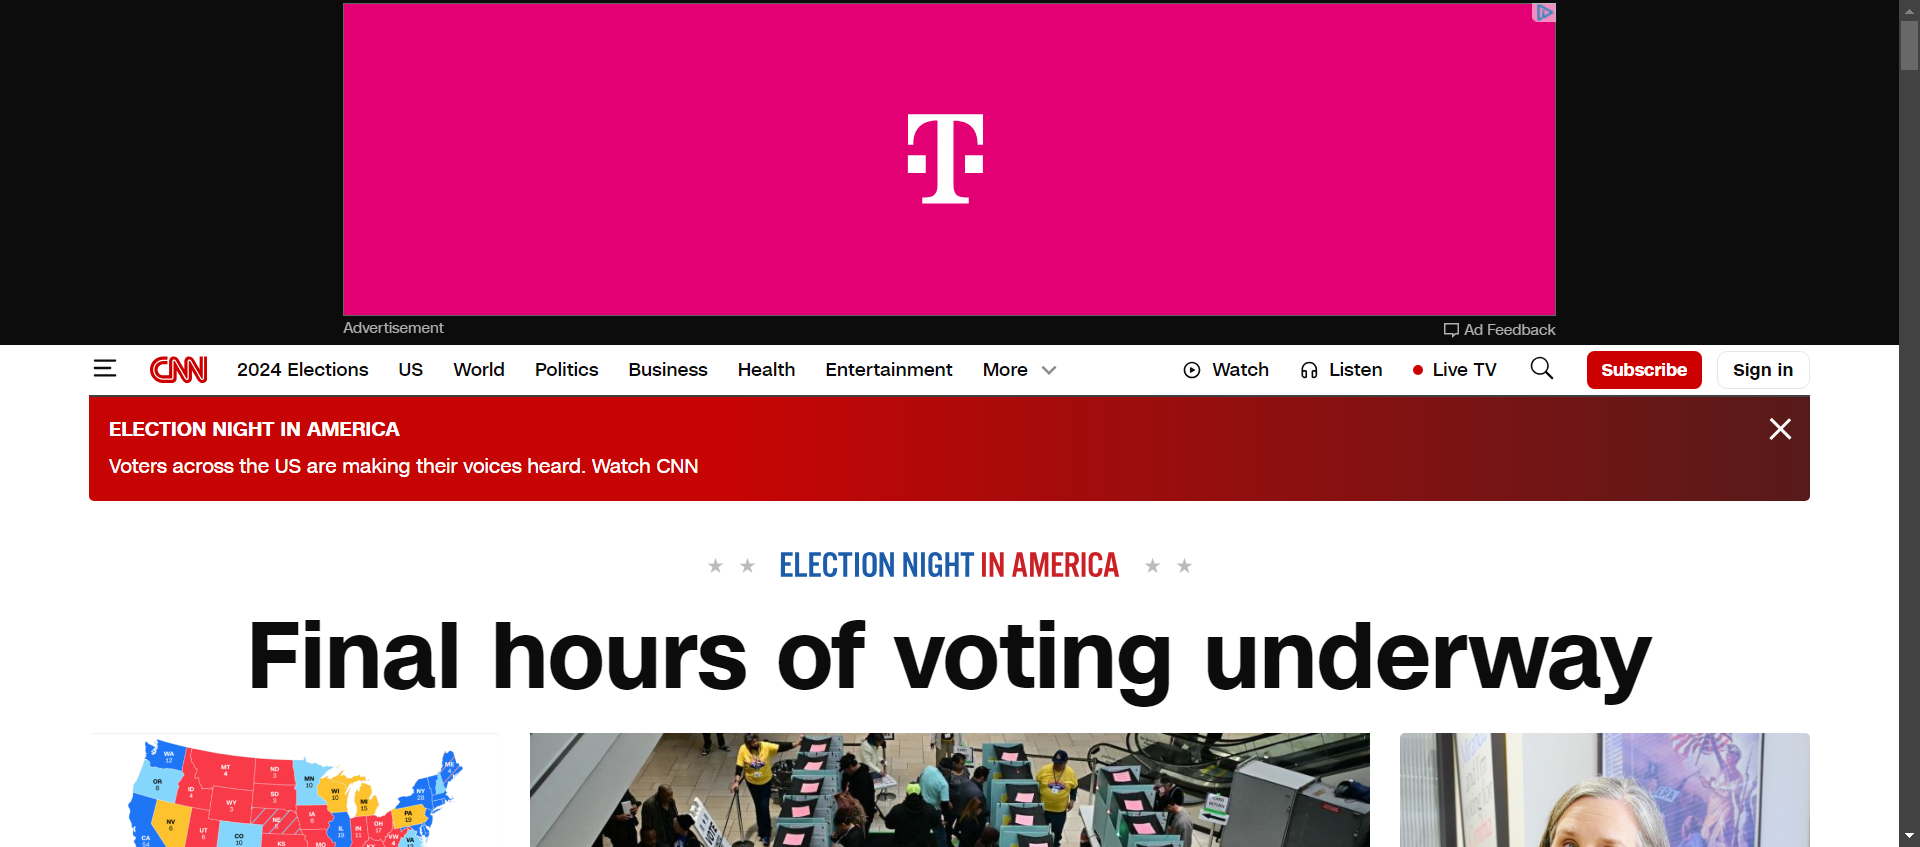 T
Advertisement
Ad Feedback
CNN 2024 Elections US World Politics Business Health Entertainment More Watch Listen Live TV Subscribe Sign in
ELECTION NIGHT IN AMERICA
Voters across the US are making their voices heard. Watch CNN
ELECTION NIGHT IN AMERICA
Final hours of voting underway
WA
12
OR
8
MT
4
ND
3
MN
10
ID
4
WY
3
SD
3
WI
10
MI
15
ME
NY
28
NV
6
UT
6
CO
10
NE
5
IA
6
IL
19
IN
11
OH
17
PA
19
CA
54
KS
MO
KY
WV
4
VA
13
VOTE